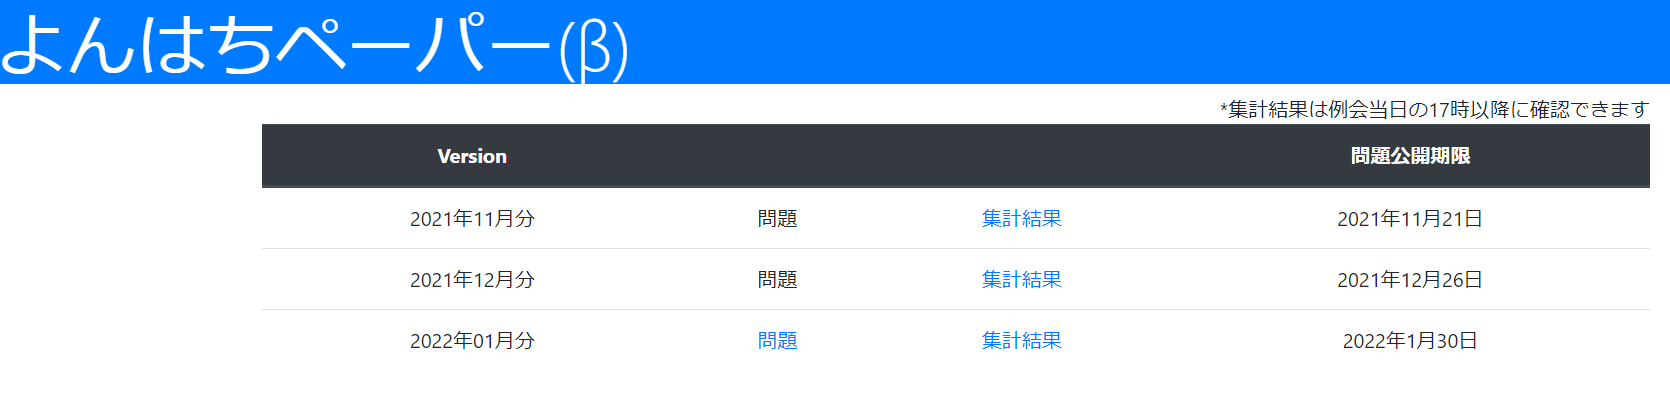 よんはちペーパー(β)
*集計結果は例会当日の17時以降に確認できます
Version 問題公開期限
2021年11月分 問題 集計結果 2021年11月21日
2021年12月分 問題 集計結果 2021年12月26日
2022年01月分 問題 集計結果 2022年1月30日